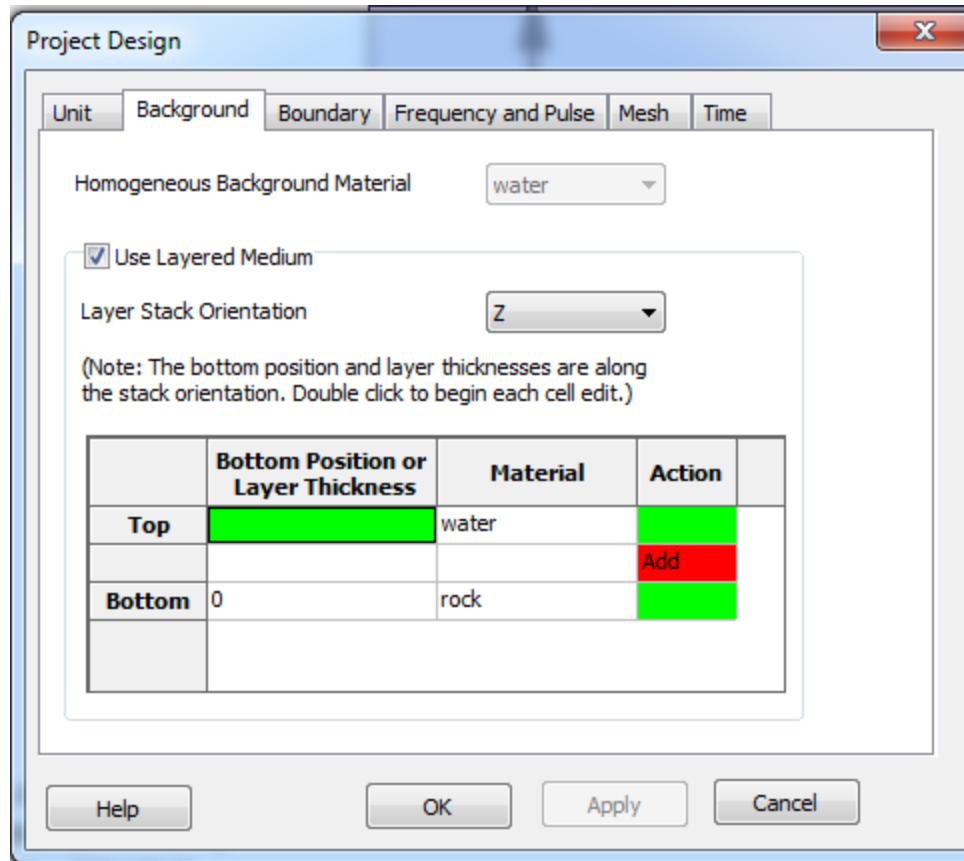 Project Design
Unit Background Boundary Frequency and Pulse Mesh Time
Homogeneous Background Material water
Use Layered Medium
Layer Stack Orientation Z
(Note: The bottom position and layer thicknesses are along
the stack orientation. Double click to begin each cell edit.)
Bottom Position or
Layer Thickness Material Action
Top water
Add
Bottom 0 rock
Help OK Apply Cancel